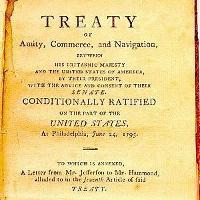 TREATY
OF
Amity, Commerce, and Navigation,
BETWEEN
HIS BRITANNIC MAJESTY
AND THE UNITED STATES OF AMERICA,
BY THEIR PRESIDENT,
WITH THE ADVICE AND CONSENT OF THEIR
SENATE.
CONDITIONALLY RATIFIED
ON THE PART OF THE
UNITED STATES,
At Philadelphia, June 24, 1795.
TO WHICH IS ANNEXED,
A Letter from Mr. Jefferson to Mr. Hammond,
alluded to in the seventh Article of said
TREATY.